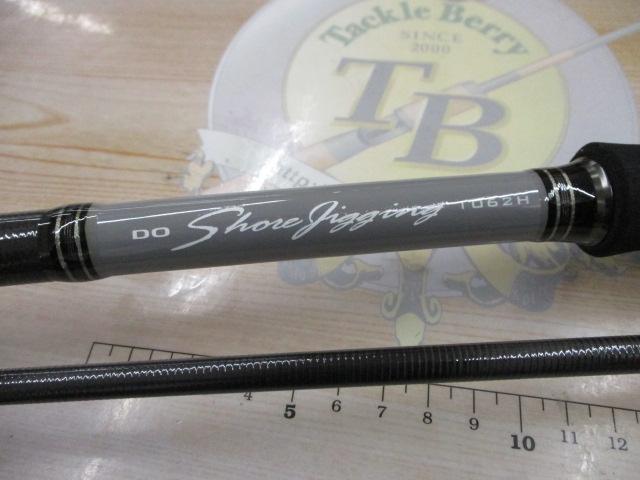 Tackle Berry
SINCE
2000
TB
DO Shore Jigging 1062H
4 5 6 7 8 9 10 11 12